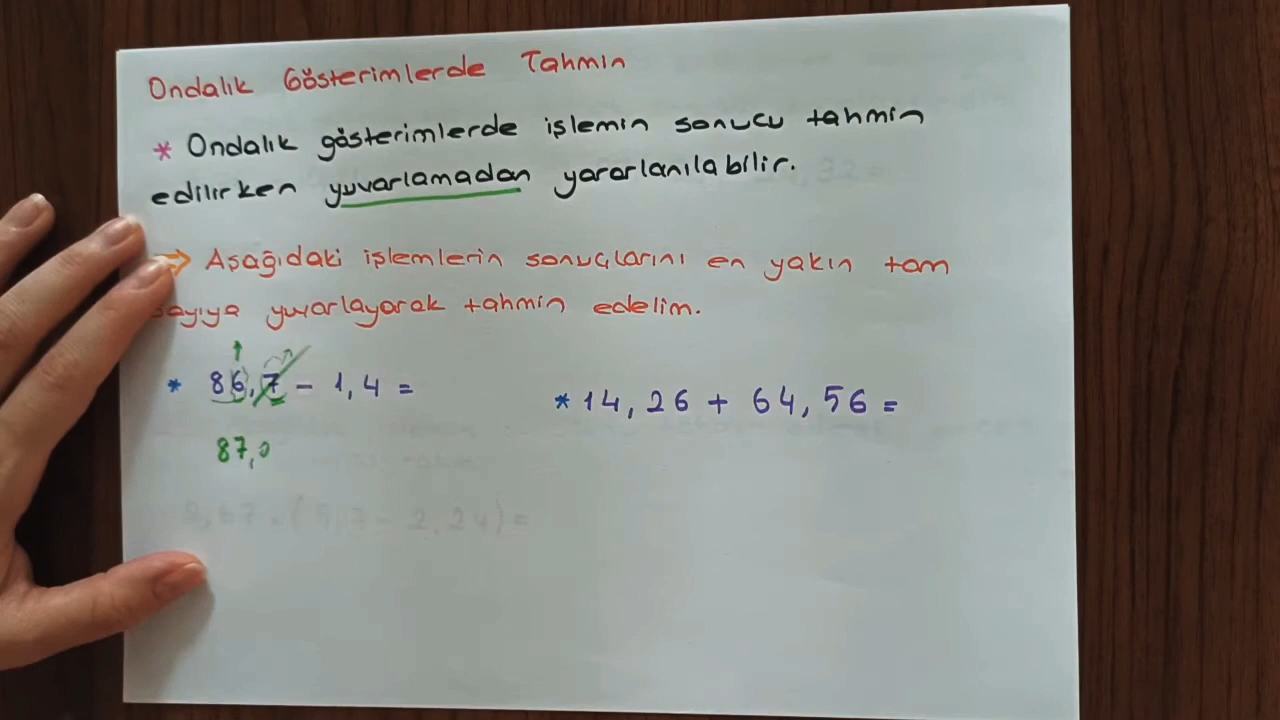 Ondalık Gösterimlerde Tahmin
* Ondalık gösterimlerde işlemin sonucu tahmin
edilirken yuvarlamadan yararlanılabilir.
⇒ Aşağıdaki işlemlerin sonuçlarını en yakın tam
sayıya yuvarlayarak tahmin edelim.
* 86,7 - 1,4 =
* 14,26 + 64,56 =
87,0